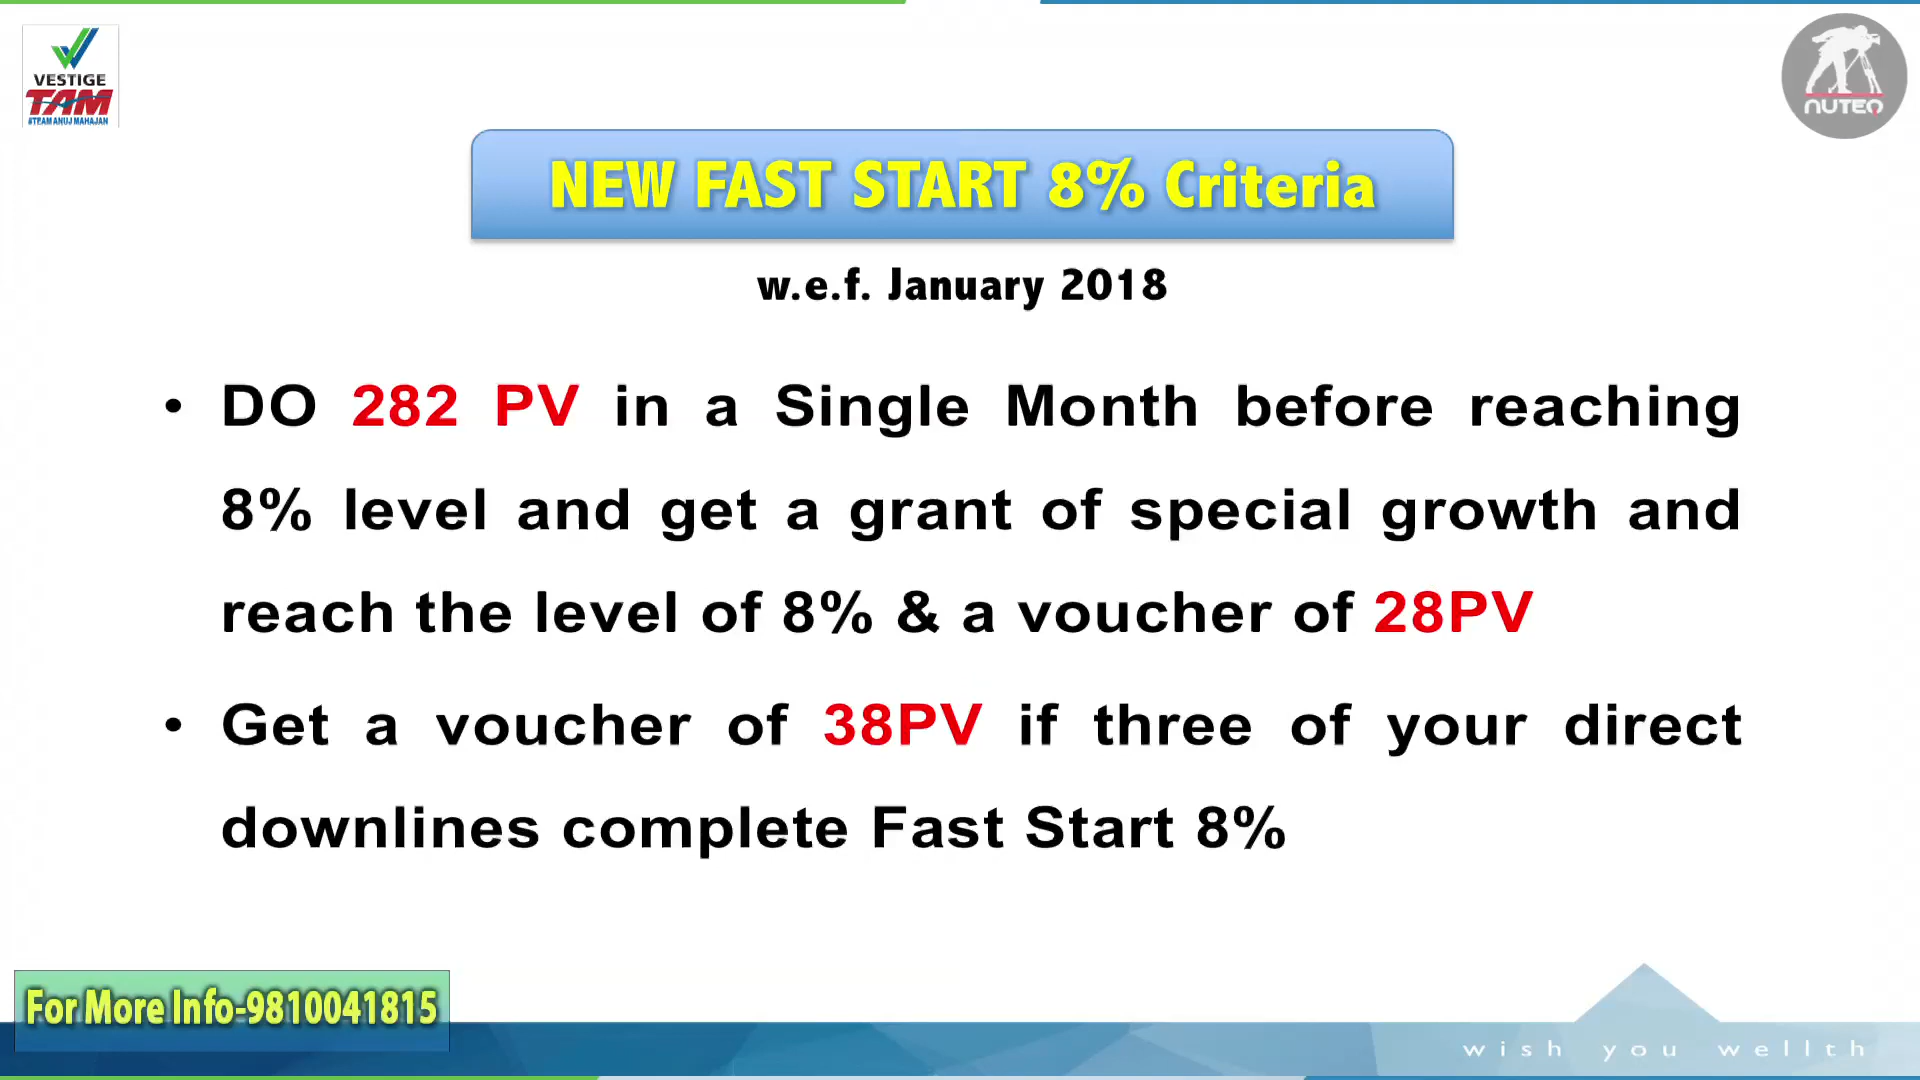 VESTIGE
TAM
#TEAM ANUJ MAHAJAN
NUTEQ
NEW FAST START 8% Criteria
w.e.f. January 2018
• DO 282 PV in a Single Month before reaching
8% level and get a grant of special growth and
reach the level of 8% & a voucher of 28PV
• Get a voucher of 38PV if three of your direct
downlines complete Fast Start 8%
For More Info-9810041815
wish you wellth